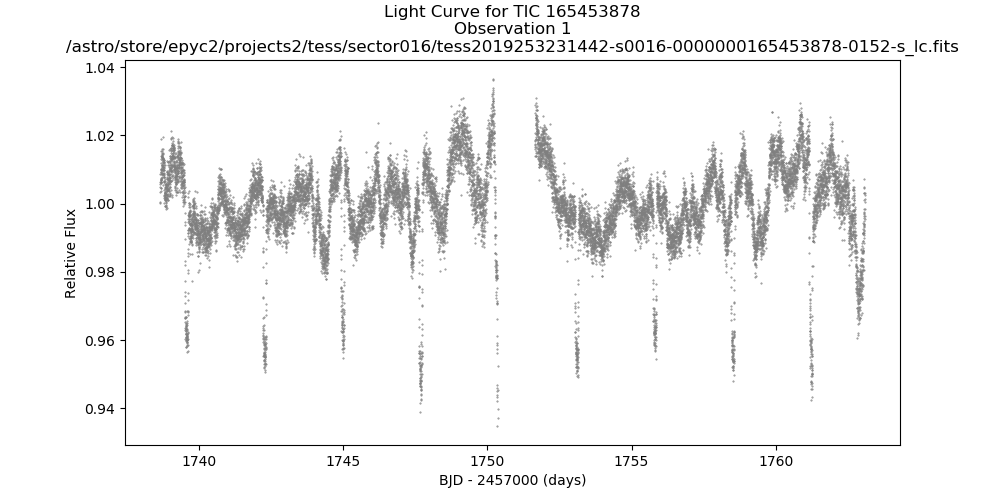 Light Curve for TIC 165453878
Observation 1
/astro/store/epyc2/projects2/tess/sector016/tess2019253231442-s0016-0000000165453878-0152-s_lc.fits
1.04
1.02
1.00
0.98
0.96
0.94
Relative Flux
1740
1745
1750
1755
1760
BJD - 2457000 (days)